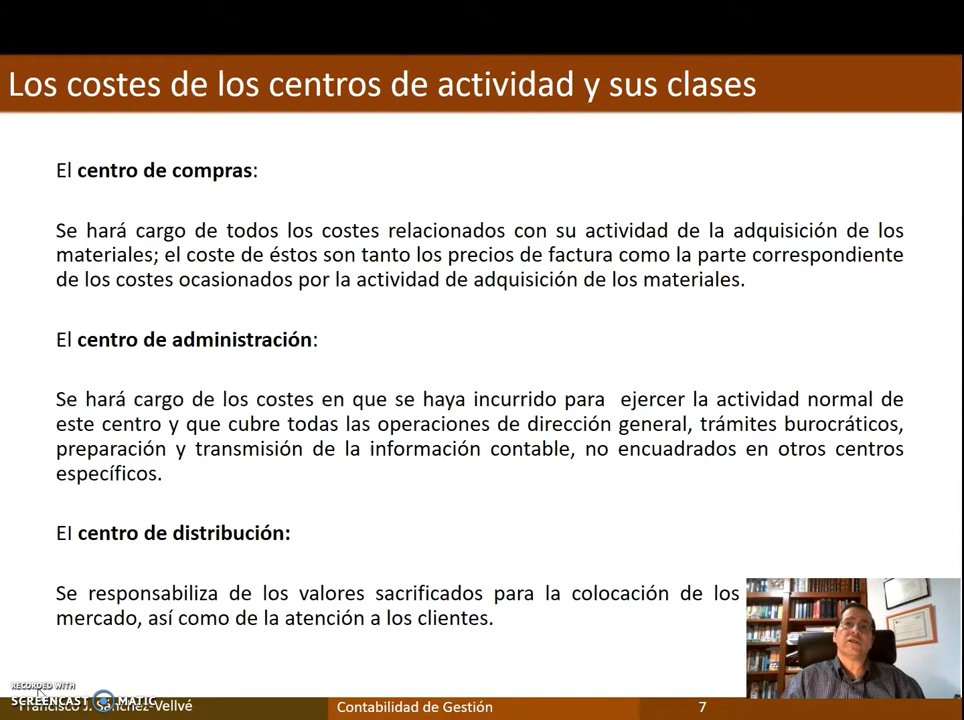 Los costes de los centros de actividad y sus clases
El centro de compras:
Se hará cargo de todos los costes relacionados con su actividad de la adquisición de los
materiales; el coste de éstos son tanto los precios de factura como la parte correspondiente
de los costes ocasionados por la actividad de adquisición de los materiales.
El centro de administración:
Se hará cargo de los costes en que se haya incurrido para ejercer la actividad normal de
este centro y que cubre todas las operaciones de dirección general, trámites burocráticos,
preparación y transmisión de la información contable, no encuadrados en otros centros
específicos.
El centro de distribución:
Se responsabiliza de los valores sacrificados para la colocación de los
mercado, así como de la atención a los clientes.
RECORDED WITH
SCREENCAST MATIC
Francisco J. Sánchez-Vellvé
Contabilidad de Gestión
7